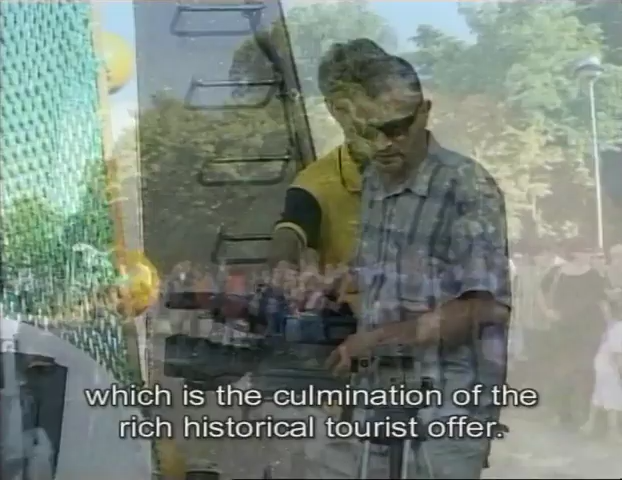 which is the culmination of the
rich historical tourist offer.